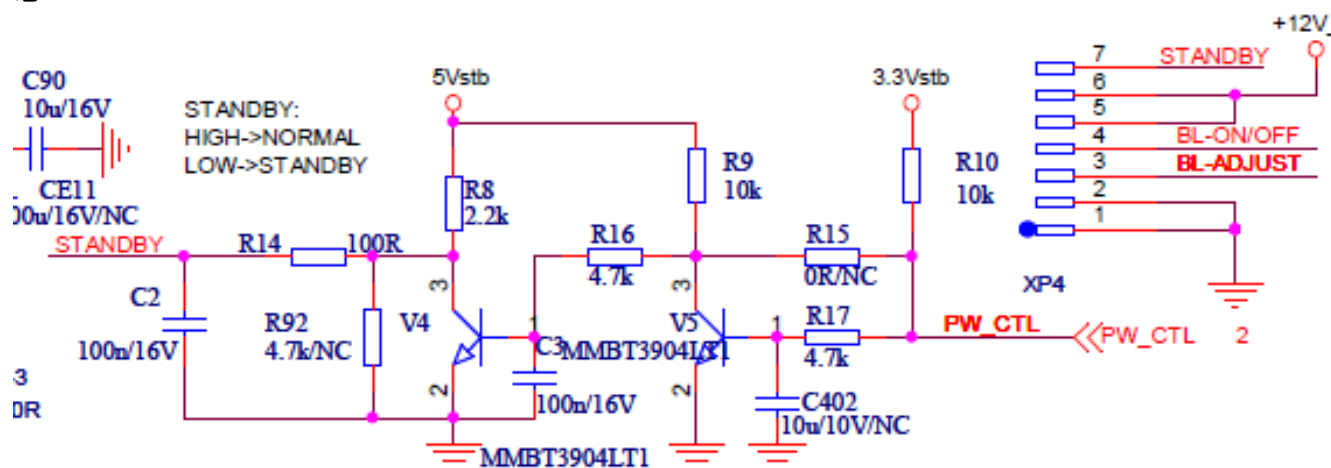 +12V_
7
STANDBY
C90
10u/16V
5Vstb
3.3Vstb
6
STANDBY:
HIGH->NORMAL
LOW->STANDBY
5
4
BL-ON/OFF
R9
10k
R10
10k
3
BL-ADJUST
CE11
00u/16V/NC
R8
2.2k
2
1
STANDBY
R14
100R
R16
4.7k
R15
0R/NC
XP4
C2
100n/16V
3
3
R92
4.7k/NC
V4
1
C3
V5
MMBT3904LT1
1
R17
4.7k
PW_CTL
PW_CTL
2
2
2
100n/16V
C402
10u/10V/NC
0R
MMBT3904LT1